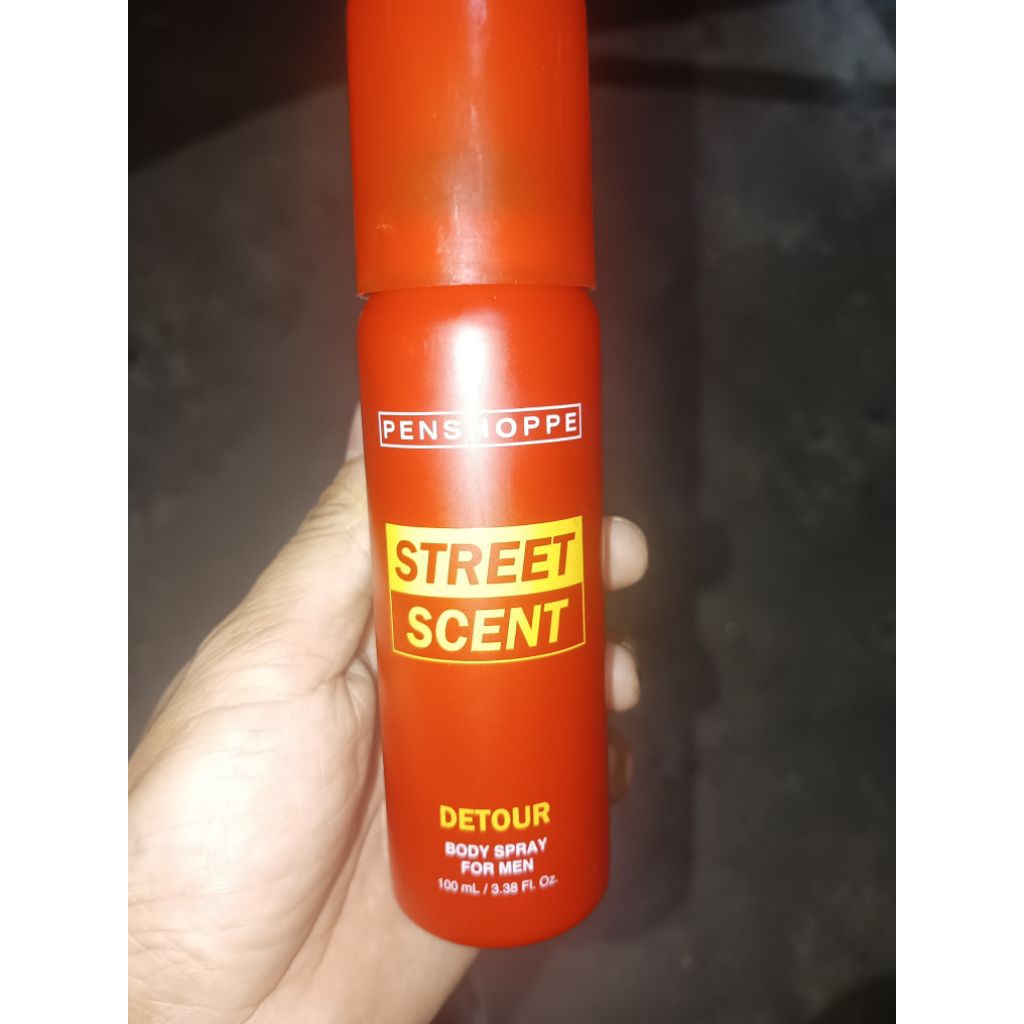 PENSHOPPE
STREET
SCENT
DETOUR
BODY SPRAY
FOR MEN
100 mL / 3.38 Fl. Oz.